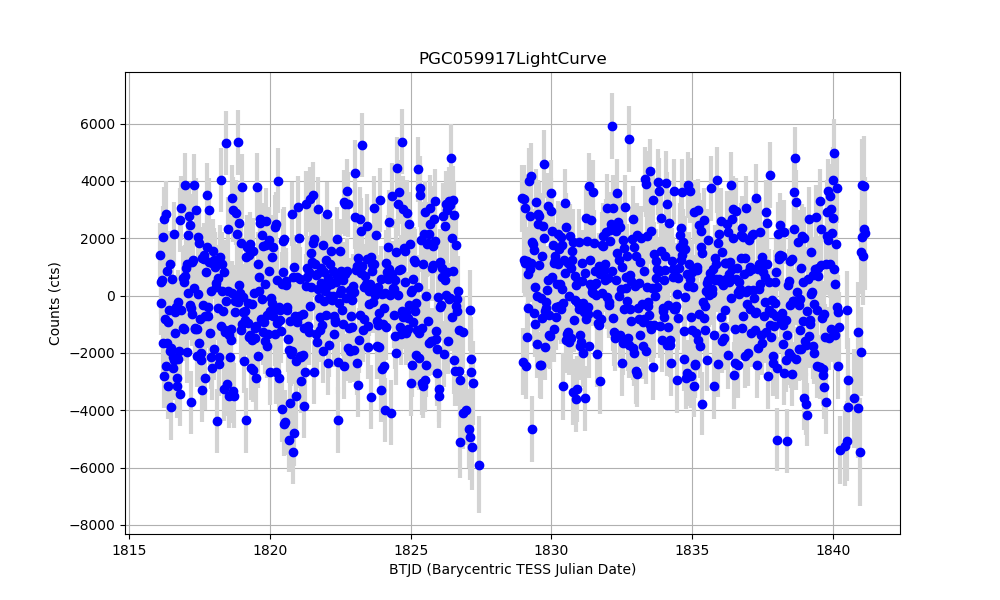 PGC059917LightCurve
Counts (cts)
6000
4000
2000
0
−2000
−4000
−6000
−8000
1815 1820 1825 1830 1835 1840
BTJD (Barycentric TESS Julian Date)